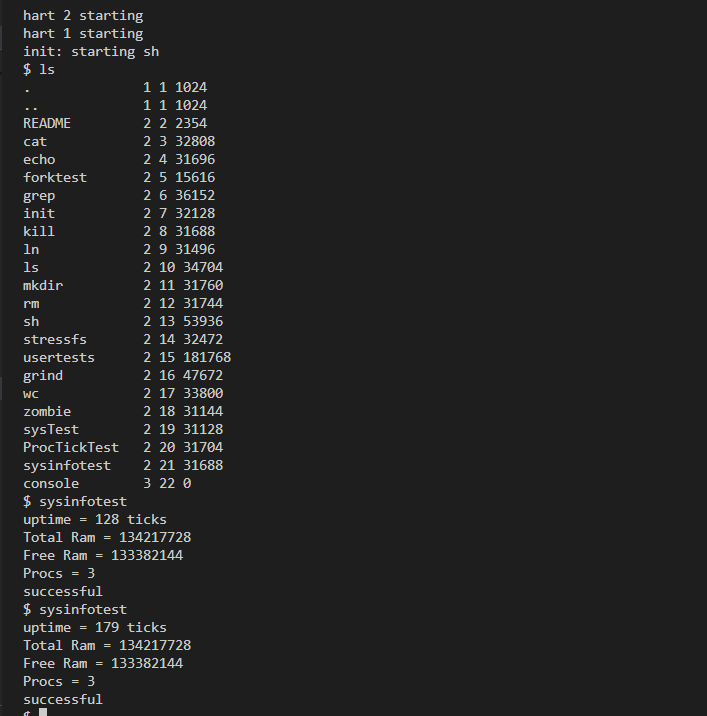 hart 2 starting
hart 1 starting
init: starting sh
$ ls
.              1 1 1024
..             1 1 1024
README         2 2 2354
cat            2 3 32808
echo           2 4 31696
forktest       2 5 15616
grep           2 6 36152
init           2 7 32128
kill           2 8 31688
ln             2 9 31496
ls             2 10 34704
mkdir          2 11 31760
rm             2 12 31744
sh             2 13 53936
stressfs       2 14 32472
usertests      2 15 181768
grind          2 16 47672
wc             2 17 33800
zombie         2 18 31144
sysTest        2 19 31128
ProcTickTest   2 20 31704
sysinfotest    2 21 31688
console        3 22 0
$ sysinfotest
uptime = 128 ticks
Total Ram = 134217728
Free Ram = 133382144
Procs = 3
successful
$ sysinfotest
uptime = 179 ticks
Total Ram = 134217728
Free Ram = 133382144
Procs = 3
successful
$